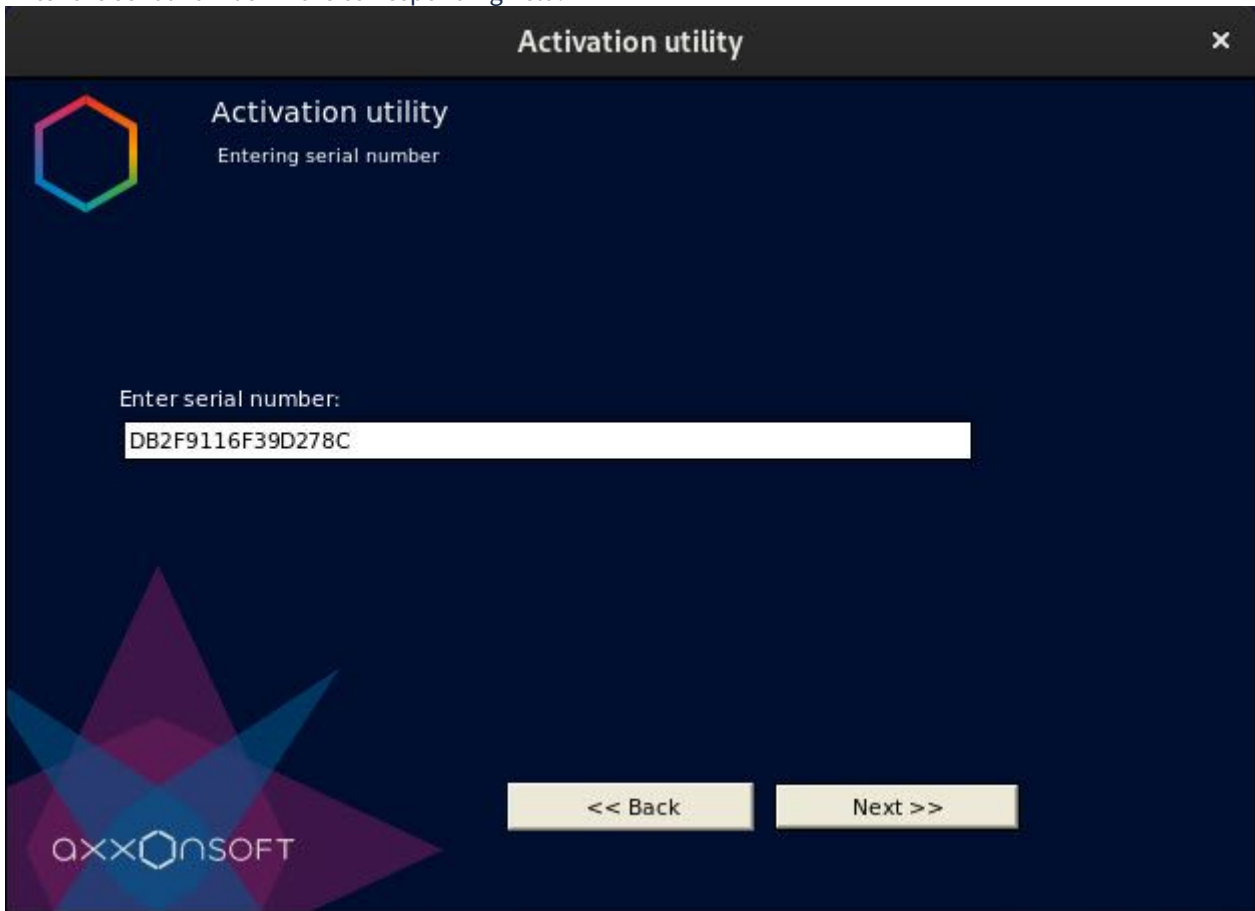 Activation utility ×
Activation utility
Entering serial number
Enter serial number:
DB2F9116F39D278C
<< Back Next >>
axxonsoft